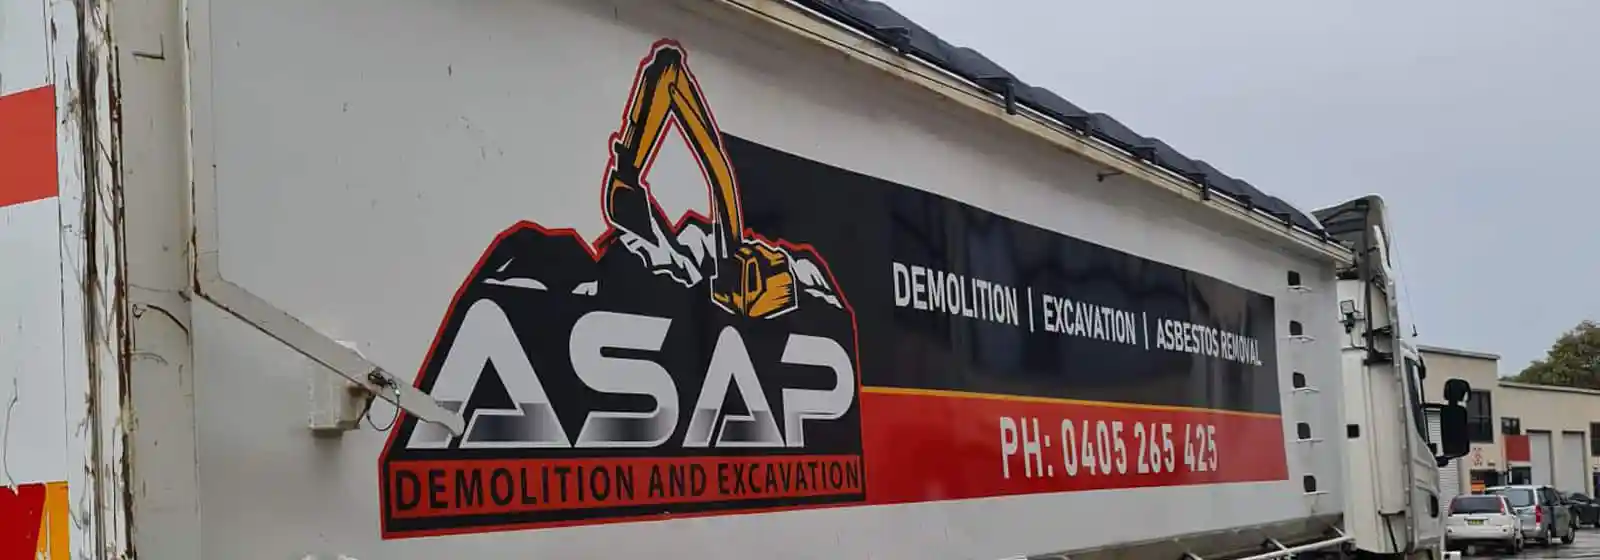 ASAP
DEMOLITION AND EXCAVATION
DEMOLITION | EXCAVATION | ASBESTOS REMOVAL
PH: 0405 265 425